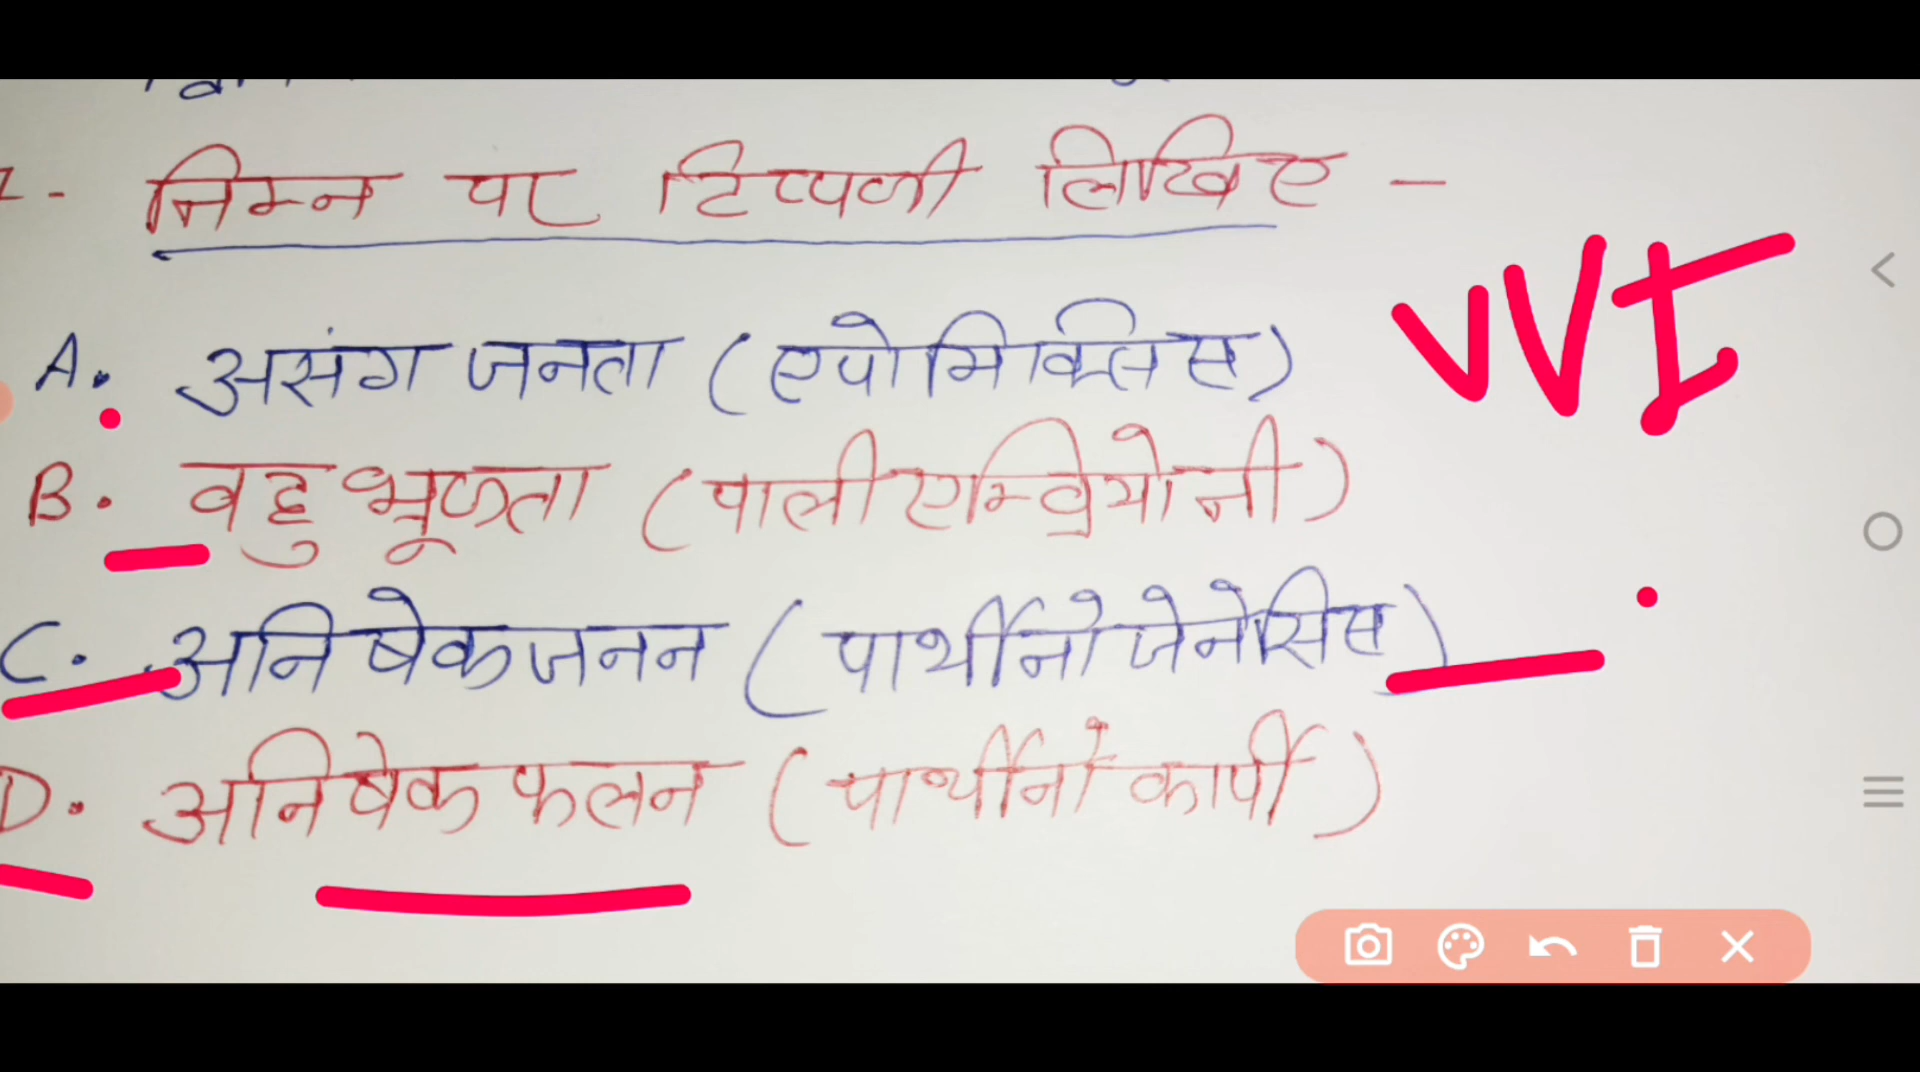 निम्न पर टिप्पणी लिखिए -
VVI
A. असंग जनता (एपोमिक्सिस)
B. बहुभ्रूणता (पाली एम्ब्रियोनी)
C. अनिषेकजनन (पार्थीनोजेनेसिस)
D. अनिषेक फलन (पार्थीनोकार्पी)